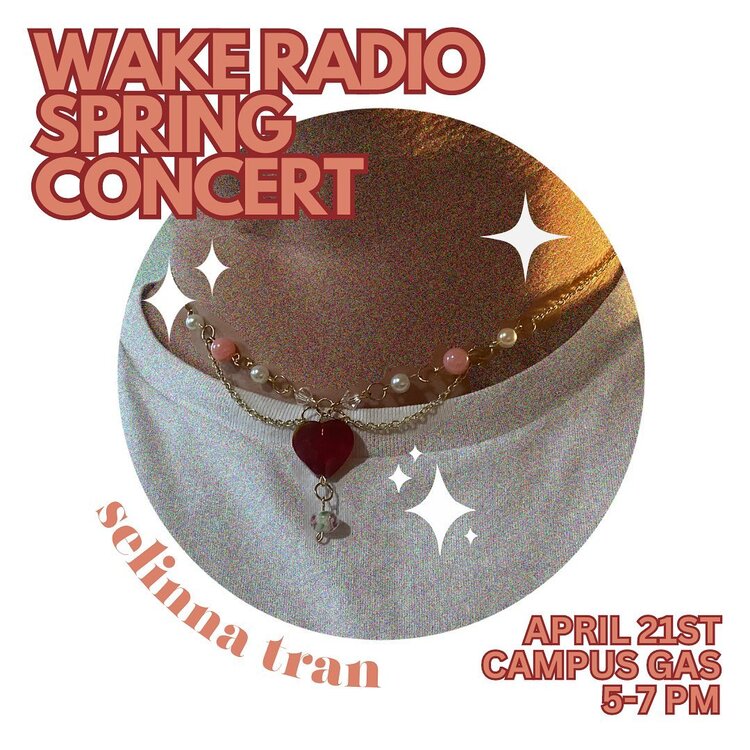 WAKE RADIO
SPRING
CONCERT
selinna tran
APRIL 21ST
CAMPUS GAS
5-7 PM